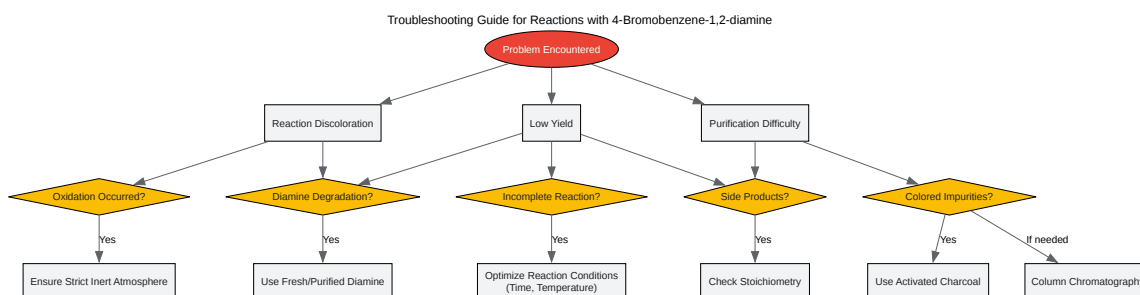 Troubleshooting Guide for Reactions with 4-Bromobenzene-1,2-diamine
Problem Encountered
Reaction Discoloration
Low Yield
Purification Difficulty
Oxidation Occurred?
Diamine Degradation?
Incomplete Reaction?
Side Products?
Colored Impurities?
Yes
Yes
Yes
Yes
Yes
If needed
Ensure Strict Inert Atmosphere
Use Fresh/Purified Diamine
Optimize Reaction Conditions
(Time, Temperature)
Check Stoichiometry
Use Activated Charcoal
Column Chromatography